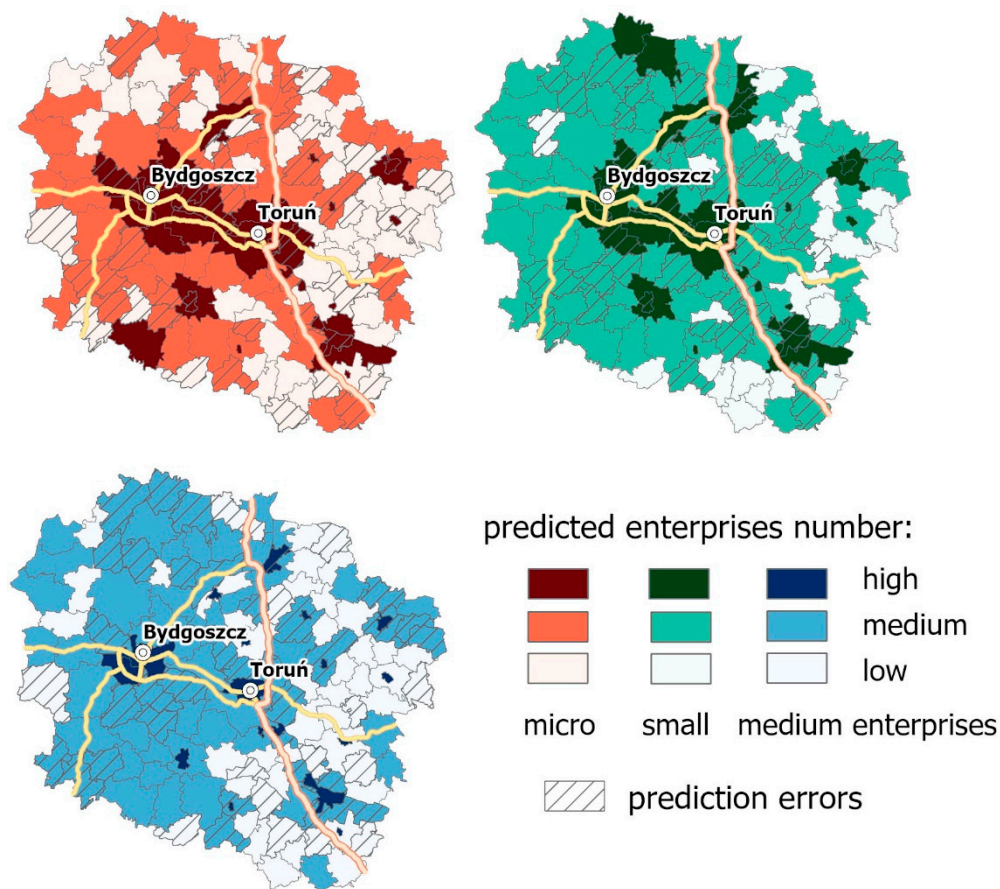 Bydgoszcz
Toruń
Bydgoszcz
Toruń
Bydgoszcz
Toruń
predicted enterprises number:
high
medium
low
micro small medium enterprises
prediction errors